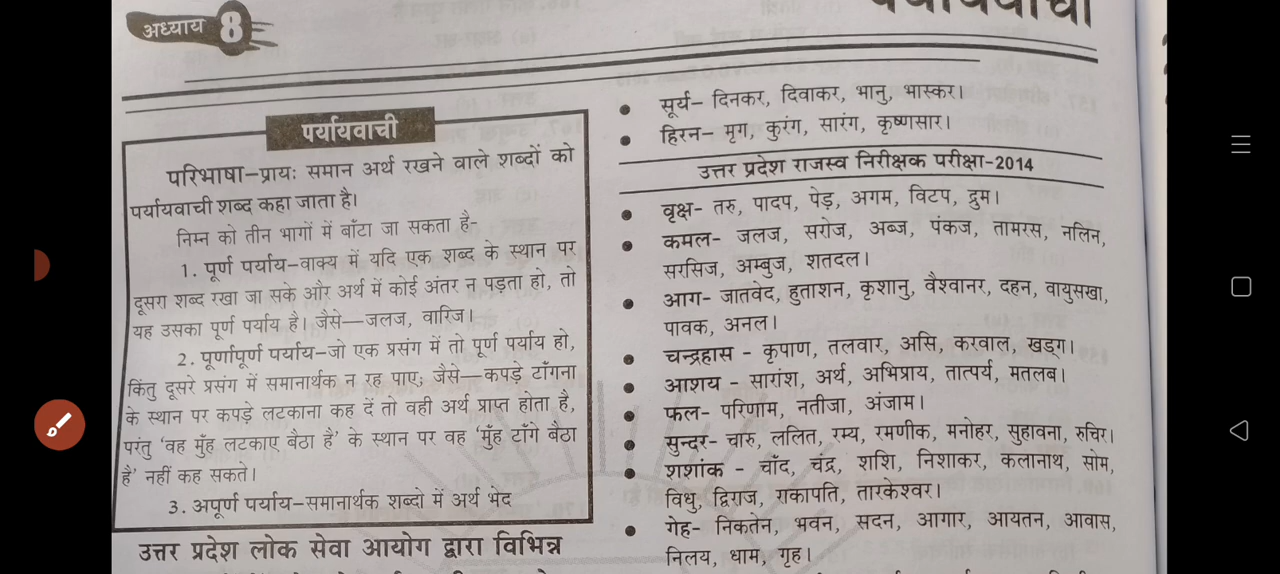 अध्याय 8
पर्यायवाची
पर्यायवाची
परिभाषा–प्रायः समान अर्थ रखने वाले शब्दों को
पर्यायवाची शब्द कहा जाता है।
निम्न को तीन भागों में बाँटा जा सकता है–
1. पूर्ण पर्याय–वाक्य में यदि एक शब्द के स्थान पर
दूसरा शब्द रखा जा सके और अर्थ में कोई अंतर न पड़ता हो, तो
यह उसका पूर्ण पर्याय है। जैसे—जलज, वारिज।
2. पूर्णापूर्ण पर्याय–जो एक प्रसंग में तो पूर्ण पर्याय हो,
किंतु दूसरे प्रसंग में समानार्थक न रह पाए; जैसे—कपड़े टाँगना
के स्थान पर कपड़े लटकाना कह दें तो वही अर्थ प्राप्त होता है,
परंतु ‘वह मुँह लटकाए बैठा है’ के स्थान पर वह ‘मुँह टाँगे बैठा
है’ नहीं कह सकते।
3. अपूर्ण पर्याय–समानार्थक शब्दो में अर्थ भेद
उत्तर प्रदेश लोक सेवा आयोग द्वारा विभिन्न
• सूर्य– दिनकर, दिवाकर, भानु, भास्कर।
• हिरन– मृग, कुरंग, सारंग, कृष्णसार।
उत्तर प्रदेश राजस्व निरीक्षक परीक्षा-2014
• वृक्ष– तरु, पादप, पेड़, अगम, विटप, द्रुम।
• कमल– जलज, सरोज, अब्ज, पंकज, तामरस, नलिन,
सरसिज, अम्बुज, शतदल।
• आग– जातवेद, हुताशन, कृशानु, वैश्वानर, दहन, वायुसखा,
पावक, अनल।
• चन्द्रहास – कृपाण, तलवार, असि, करवाल, खड्ग।
• आशय – सारांश, अर्थ, अभिप्राय, तात्पर्य, मतलब।
• फल– परिणाम, नतीजा, अंजाम।
• सुन्दर– चारु, ललित, रम्य, रमणीक, मनोहर, सुहावना, रुचिर।
• शशांक – चाँद, चंद्र, शशि, निशाकर, कलानाथ, सोम,
विधु, द्विराज, राकापति, तारकेश्वर।
• गेह– निकतेन, भवन, सदन, आगार, आयतन, आवास,
निलय, धाम, गृह।